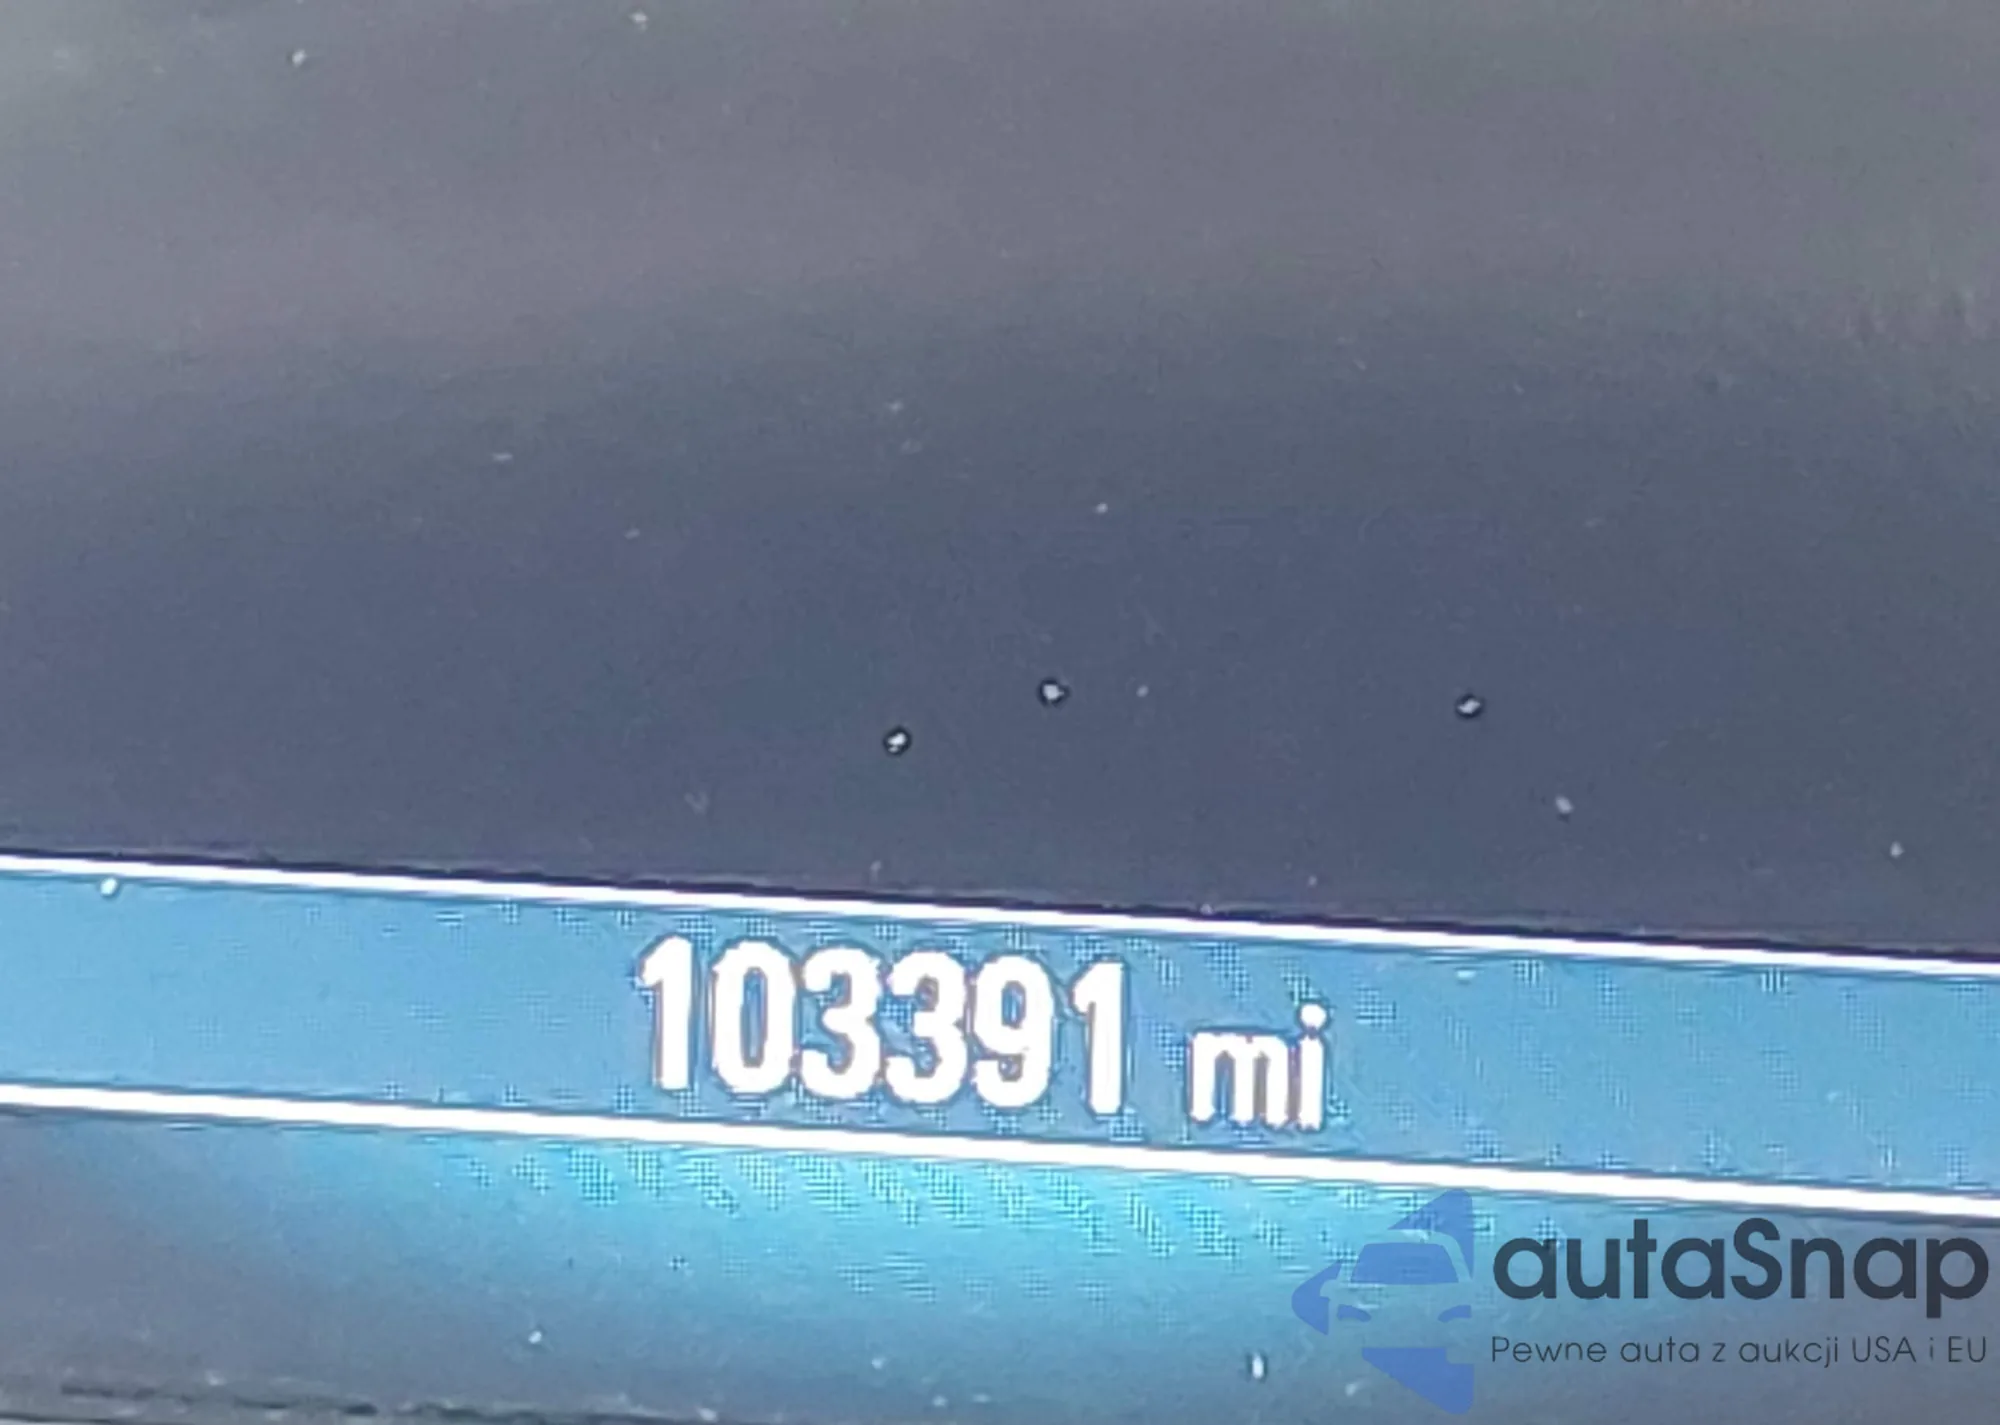 103391 mi
autaSnap
Pewne auta z aukcji USA i EU